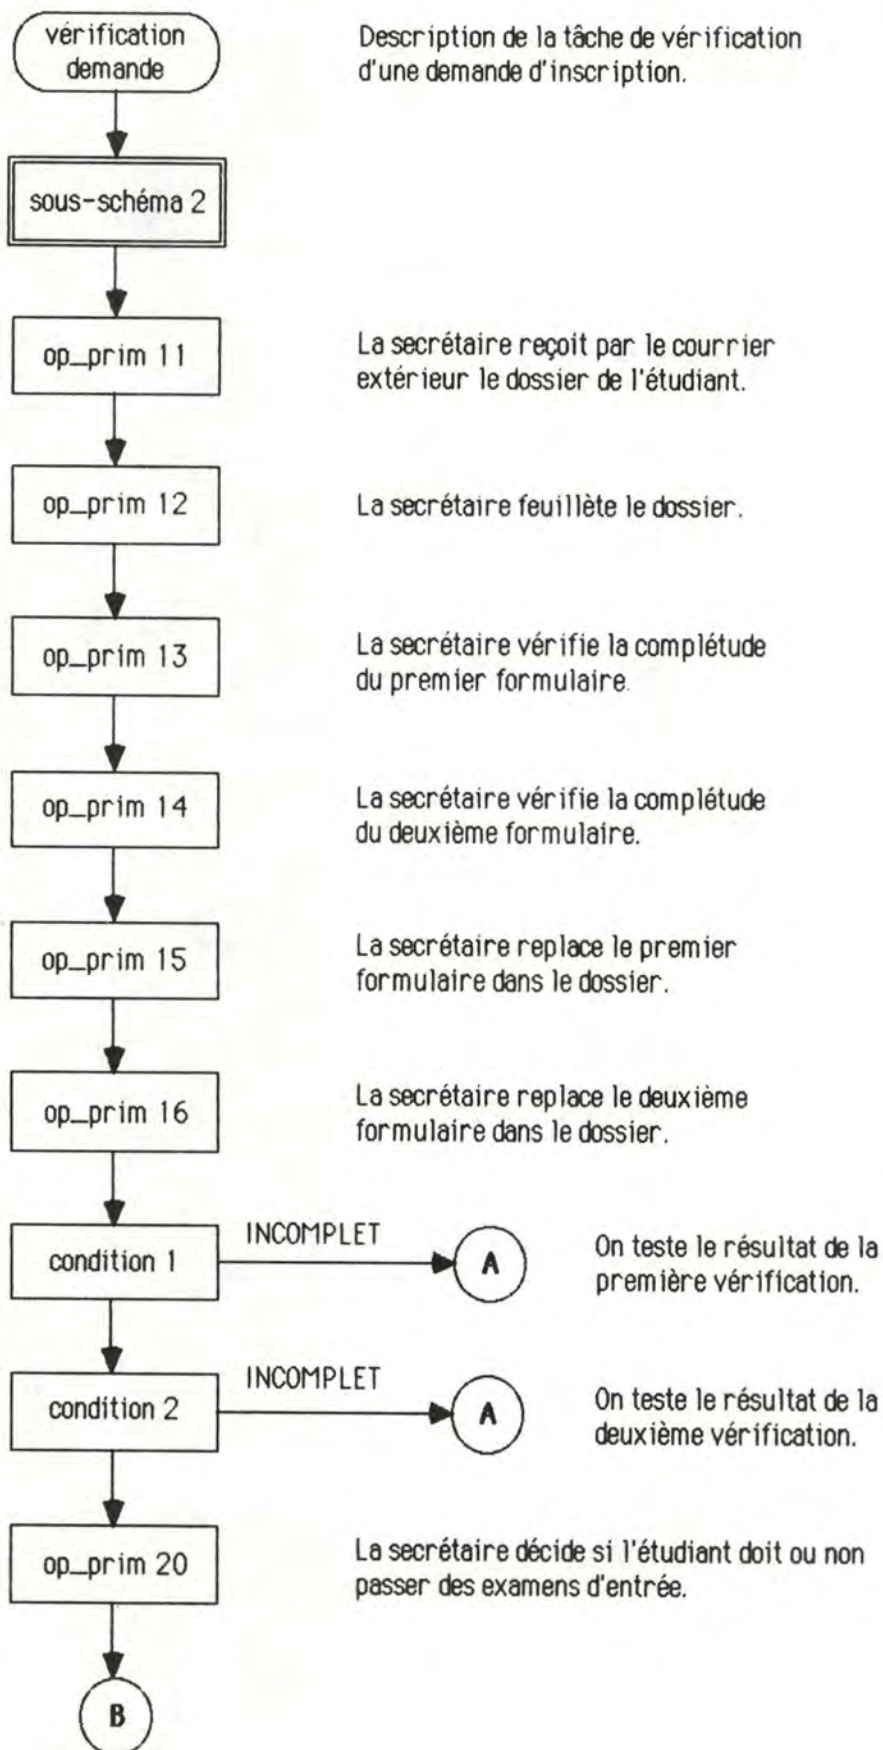 vérification
demande
Description de la tâche de vérification
d'une demande d'inscription.
sous-schéma 2
op_prim 11
La secrétaire reçoit par le courrier
extérieur le dossier de l'étudiant.
op_prim 12
La secrétaire feuillète le dossier.
op_prim 13
La secrétaire vérifie la complétude
du premier formulaire.
op_prim 14
La secrétaire vérifie la complétude
du deuxième formulaire.
op_prim 15
La secrétaire replace le premier
formulaire dans le dossier.
op_prim 16
La secrétaire replace le deuxième
formulaire dans le dossier.
condition 1
INCOMPLET
A
On teste le résultat de la
première vérification.
condition 2
INCOMPLET
A
On teste le résultat de la
deuxième vérification.
op_prim 20
La secrétaire décide si l'étudiant doit ou non
passer des examens d'entrée.
B